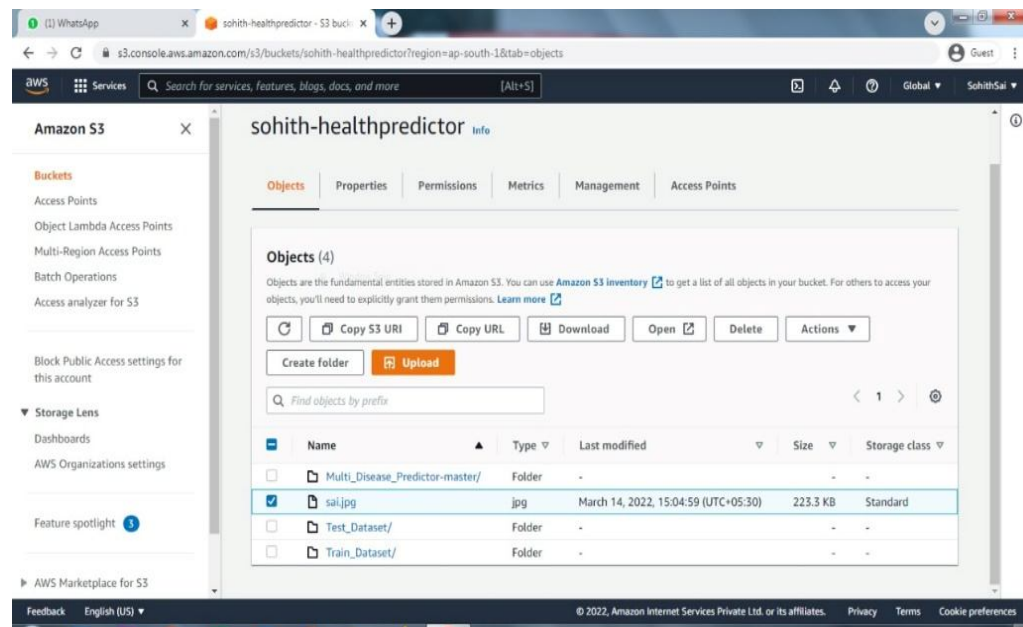 (1) WhatsApp
sohith-healthpredictor - S3 buck
s3.console.aws.amazon.com/s3/buckets/sohith-healthpredictor?region=ap-south-1&tab=objects
Guest
aws Services Search for services, features, blogs, docs, and more [Alt+S] Global SohithSai
Amazon S3
Buckets
Access Points
Object Lambda Access Points
Multi-Region Access Points
Batch Operations
Access analyzer for S3
Block Public Access settings for
this account
Storage Lens
Dashboards
AWS Organizations settings
Feature spotlight 3
AWS Marketplace for S3
sohith-healthpredictor Info
Objects Properties Permissions Metrics Management Access Points
Objects (4)
Objects are the fundamental entities stored in Amazon S3. You can use Amazon S3 inventory to get a list of all objects in your bucket. For others to access your
objects, you'll need to explicitly grant them permissions. Learn more
Copy S3 URI Copy URL Download Open Delete Actions
Create folder Upload
Find objects by prefix 1
Name Type Last modified Size Storage class
Multi_Disease_Predictor-master/ Folder - - -
sai.jpg jpg March 14, 2022, 15:04:59 (UTC+05:30) 223.3 KB Standard
Test_Dataset/ Folder - - -
Train_Dataset/ Folder - - -
Feedback English (US) © 2022, Amazon Internet Services Private Ltd. or its affiliates. Privacy Terms Cookie preferences